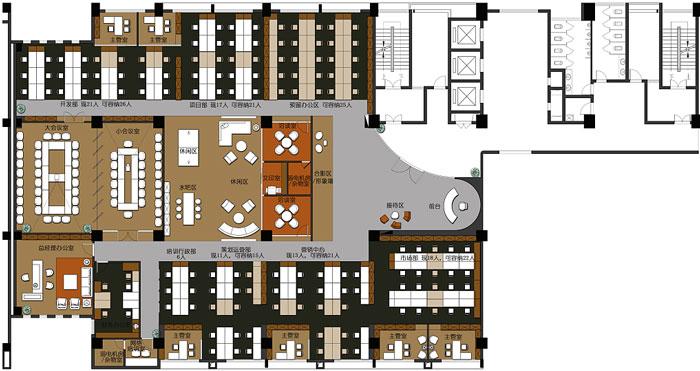 主管室 主管室
开发部 现21人 可容纳26人
项目部 现17人 可容纳21人
预留办公区 可容纳25人
大会议室
小会议室
休闲区
洽谈室
合影区
/形象墙
文印室
弱电机房
/杂物室
水吧区
休闲区
洽谈室
接待区
前台
总经理办公室
培训行政部
6人
策划运营部
现11人，可容纳15人
营销中心
现13人，可容纳21人
市场部 现18人，可容纳22人
主管室
主管室
主管室
主管室
弱电机房
/杂物室